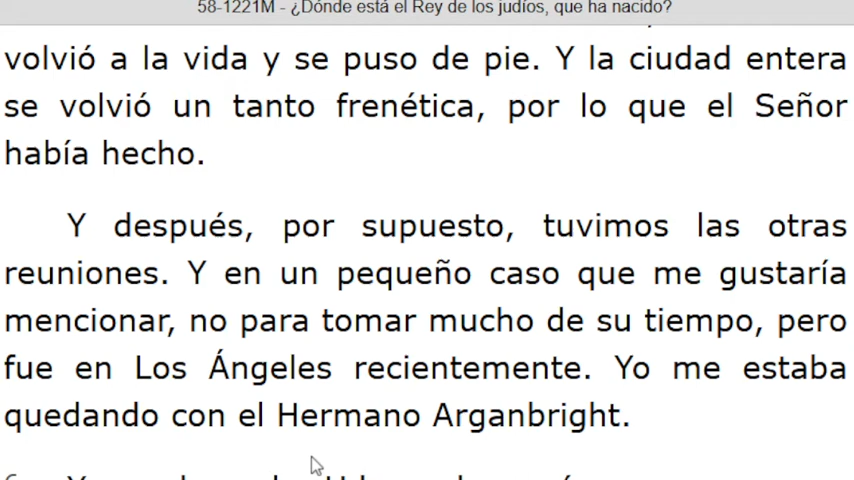 58-1221M - ¿Dónde está el Rey de los judíos, que ha nacido?
volvió a la vida y se puso de pie. Y la ciudad entera
se volvió un tanto frenética, por lo que el Señor
había hecho.
Y después, por supuesto, tuvimos las otras
reuniones. Y en un pequeño caso que me gustaría
mencionar, no para tomar mucho de su tiempo, pero
fue en Los Ángeles recientemente. Yo me estaba
quedando con el Hermano Arganbright.